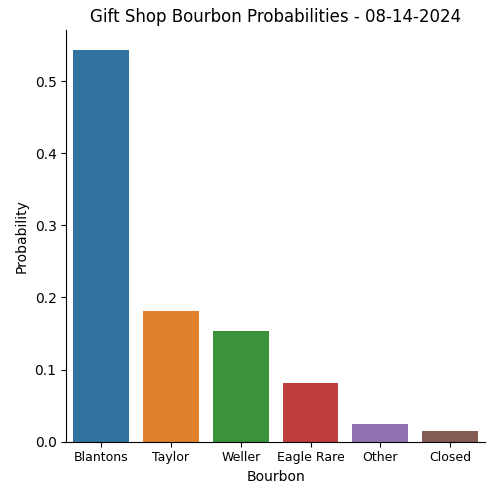 Gift Shop Bourbon Probabilities - 08-14-2024
0.5
0.4
0.3
0.2
0.1
0.0
Probability
Blantons Taylor Weller Eagle Rare Other Closed
Bourbon